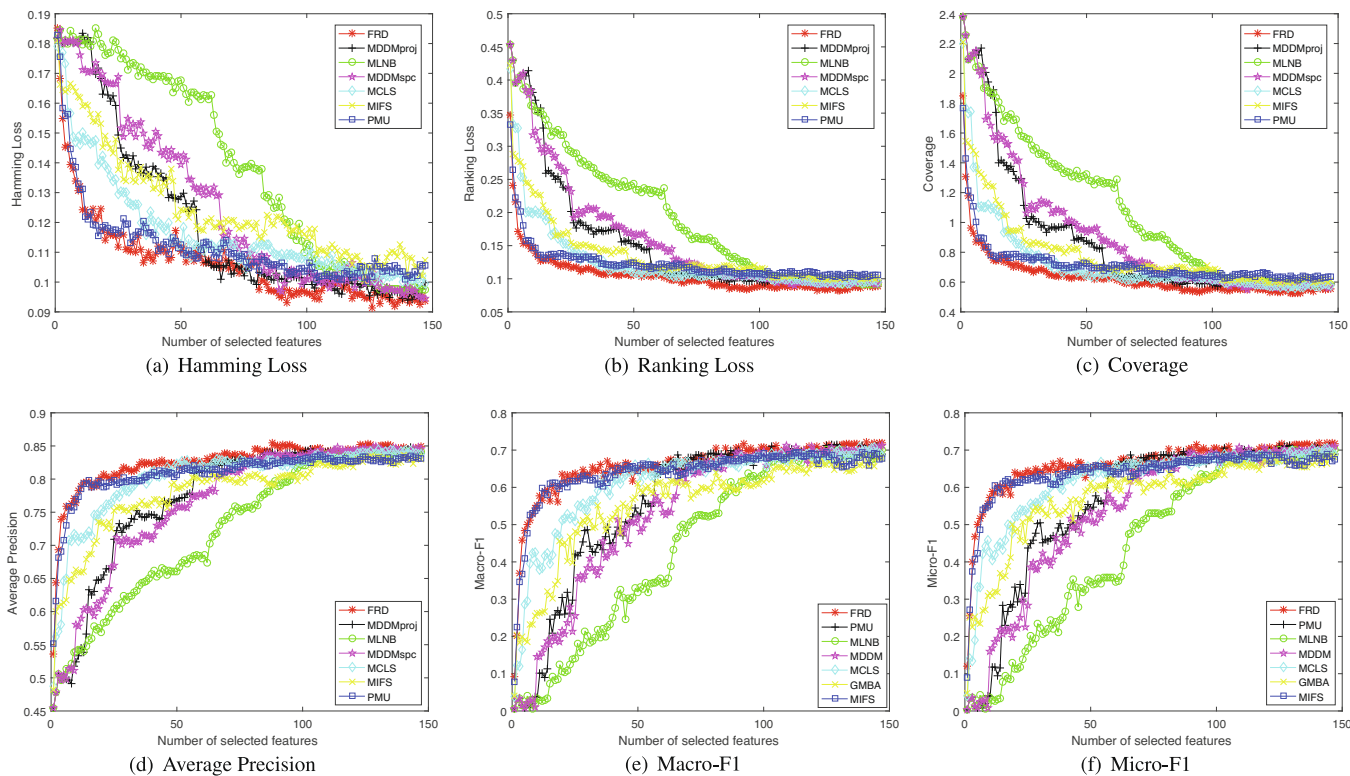 0.19
0.18
0.17
0.16
0.15
0.14
0.13
0.12
0.11
0.1
0.09
0
50
100
150
Hamming Loss
Number of selected features
FRD
MDDMproj
MLNB
MDDMspc
MCLS
MIFS
PMU
(a) Hamming Loss
0.5
0.45
0.4
0.35
0.3
0.25
0.2
0.15
0.1
0.05
0
50
100
150
Ranking Loss
Number of selected features
FRD
MDDMproj
MLNB
MDDMspc
MCLS
MIFS
PMU
(b) Ranking Loss
2.4
2.2
2
1.8
1.6
1.4
1.2
1
0.8
0.6
0.4
0
50
100
150
Coverage
Number of selected features
FRD
MDDMproj
MLNB
MDDMspc
MCLS
MIFS
PMU
(c) Coverage
0.9
0.85
0.8
0.75
0.7
0.65
0.6
0.55
0.5
0.45
0
50
100
150
Average Precision
Number of selected features
FRD
MDDMproj
MLNB
MDDMspc
MCLS
MIFS
PMU
(d) Average Precision
0.8
0.7
0.6
0.5
0.4
0.3
0.2
0.1
0
0
50
100
150
Macro-F1
Number of selected features
FRD
PMU
MLNB
MDDM
MCLS
GMBA
MIFS
(e) Macro-F1
0.8
0.7
0.6
0.5
0.4
0.3
0.2
0.1
0
0
50
100
150
Micro-F1
Number of selected features
FRD
PMU
MLNB
MDDM
MCLS
GMBA
MIFS
(f) Micro-F1